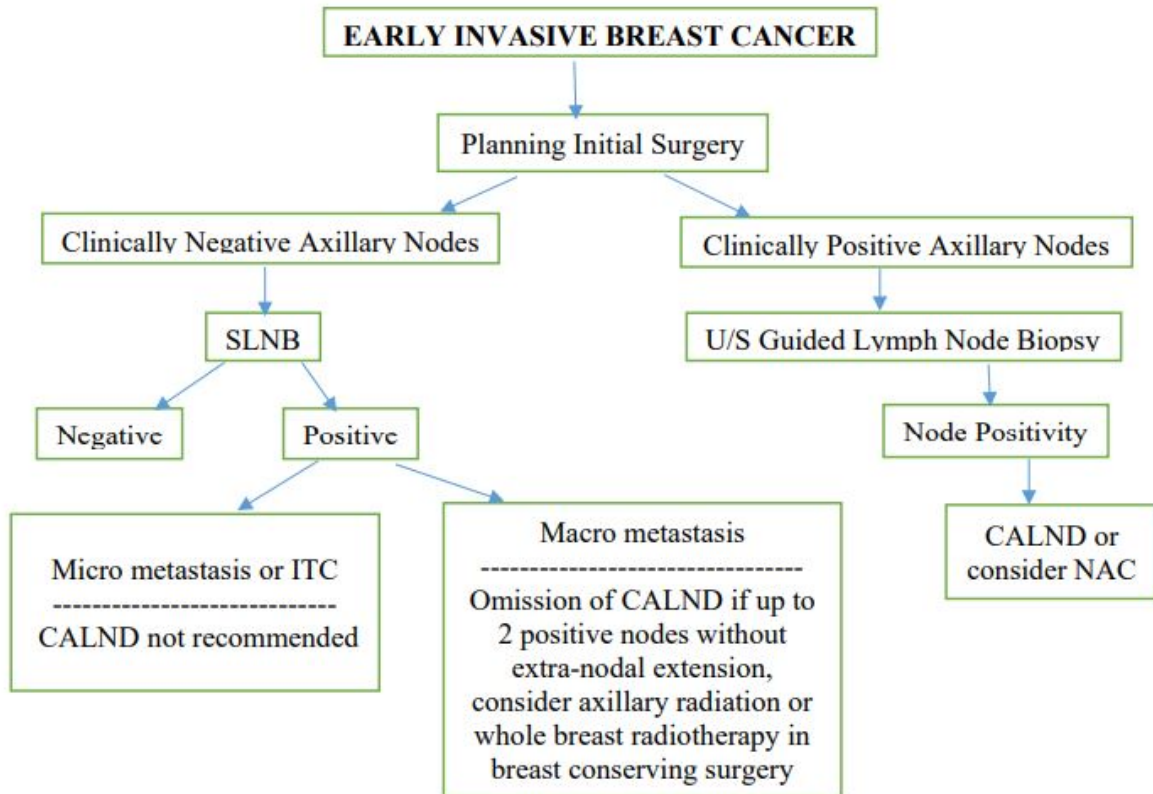 EARLY INVASIVE BREAST CANCER
Planning Initial Surgery
Clinically Negative Axillary Nodes
Clinically Positive Axillary Nodes
SLNB
U/S Guided Lymph Node Biopsy
Negative
Positive
Node Positivity
Micro metastasis or ITC
-----------------------------
CALND not recommended
Macro metastasis
---------------------------------
Omission of CALND if up to
2 positive nodes without
extra-nodal extension,
consider axillary radiation or
whole breast radiotherapy in
breast conserving surgery
CALND or
consider NAC